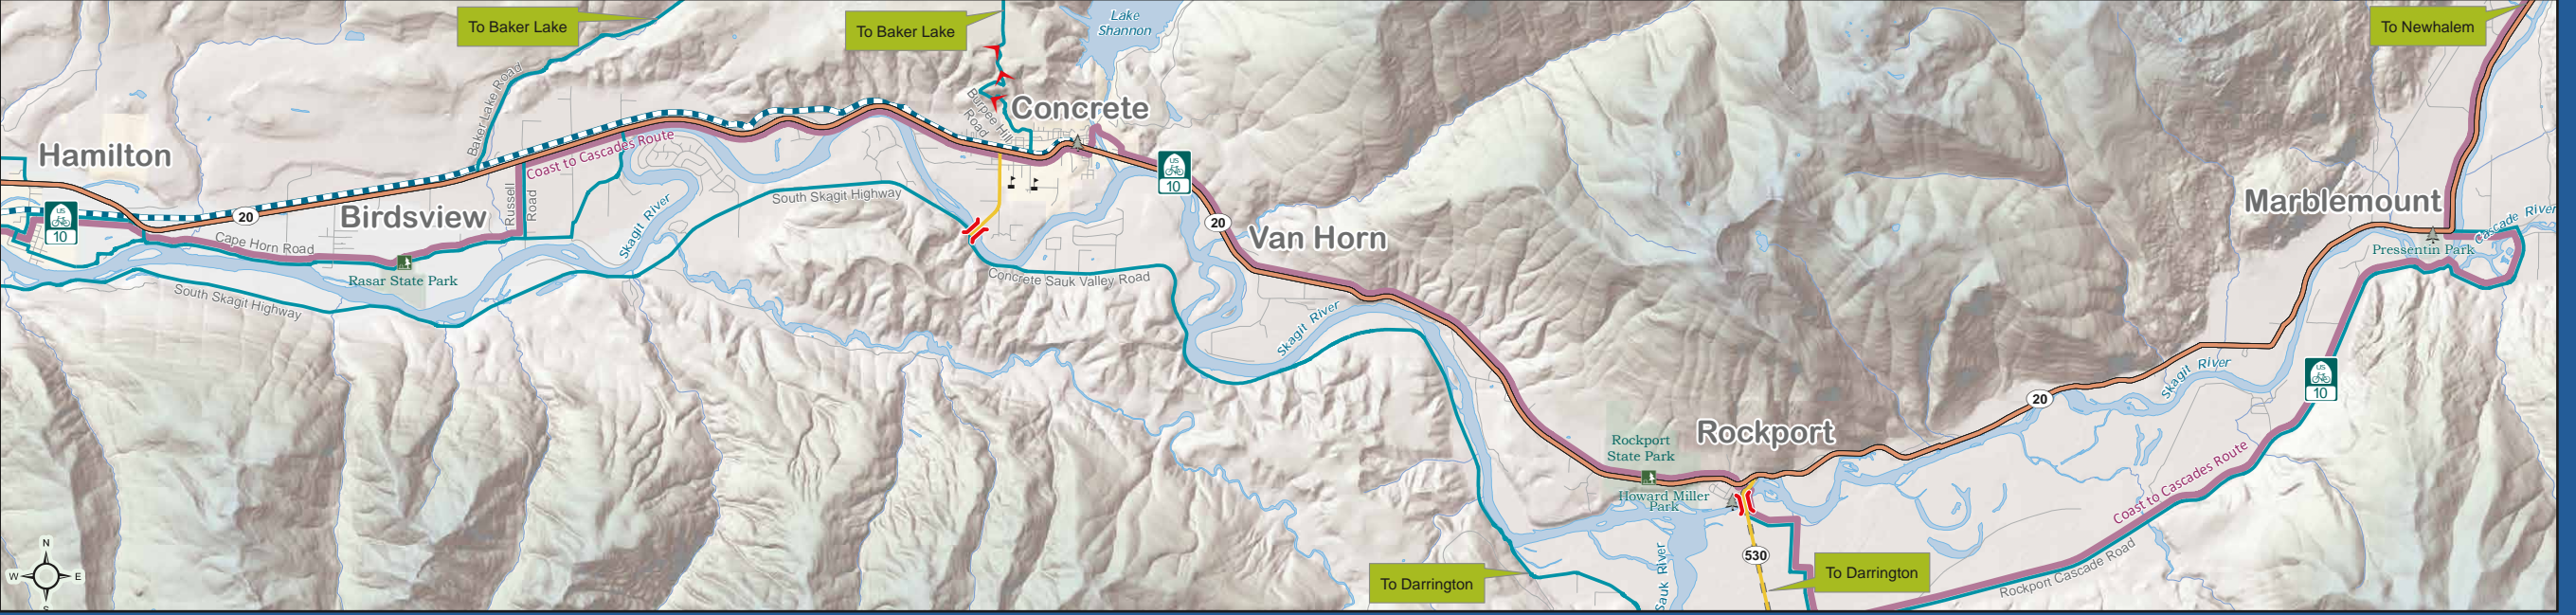 To Baker Lake
To Baker Lake
Lake
Shannon
To Newhalem
Baker Lake Road
Burpee Hill
Road
Concrete
Hamilton
Coast to Cascades Route
US
10
20
Birdsview
Russell
Road
Skagit River
South Skagit Highway
US
10
20
Van Horn
Marblemount
Cascade River
Pressentin Park
Cape Horn Road
Rasar State Park
South Skagit Highway
Concrete Sauk Valley Road
Skagit River
Skagit River
US
10
20
Rockport
Rockport
State Park
Howard Miller
Park
Coast to Cascades Route
Sauk River
530
To Darrington
To Darrington
Rockport Cascade Road
N
W
E
S